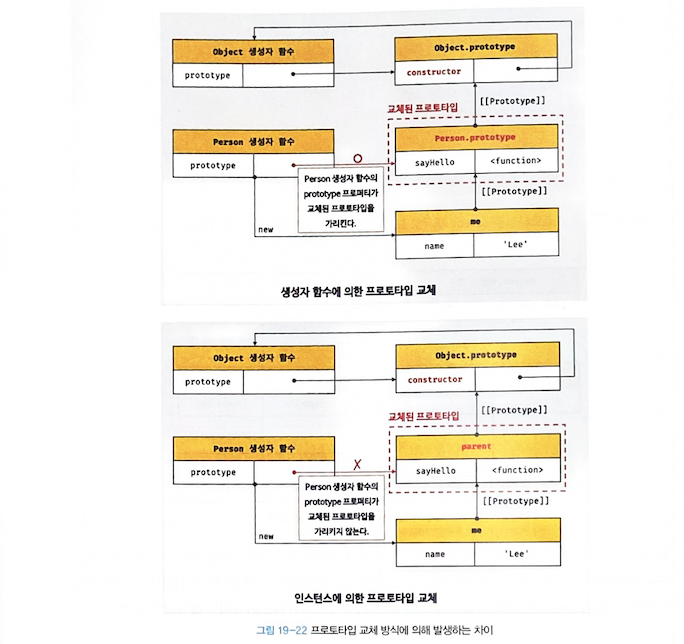 Object 생성자 함수
prototype
Object.prototype
constructor
[[Prototype]]
교체된 프로토타입
Person 생성자 함수
prototype
Person.prototype
sayHello
<function>
Person 생성자 함수의
prototype 프로퍼티가
교체된 프로토타입을
가리킨다.
[[Prototype]]
new
me
name
'Lee'
생성자 함수에 의한 프로토타입 교체
Object 생성자 함수
prototype
Object.prototype
constructor
[[Prototype]]
교체된 프로토타입
Person 생성자 함수
prototype
parent
sayHello
<function>
Person 생성자 함수의
prototype 프로퍼티가
교체된 프로토타입을
가리키지 않는다.
[[Prototype]]
new
me
name
'Lee'
인스턴스에 의한 프로토타입 교체
그림 19-22 프로토타입 교체 방식에 의해 발생하는 차이